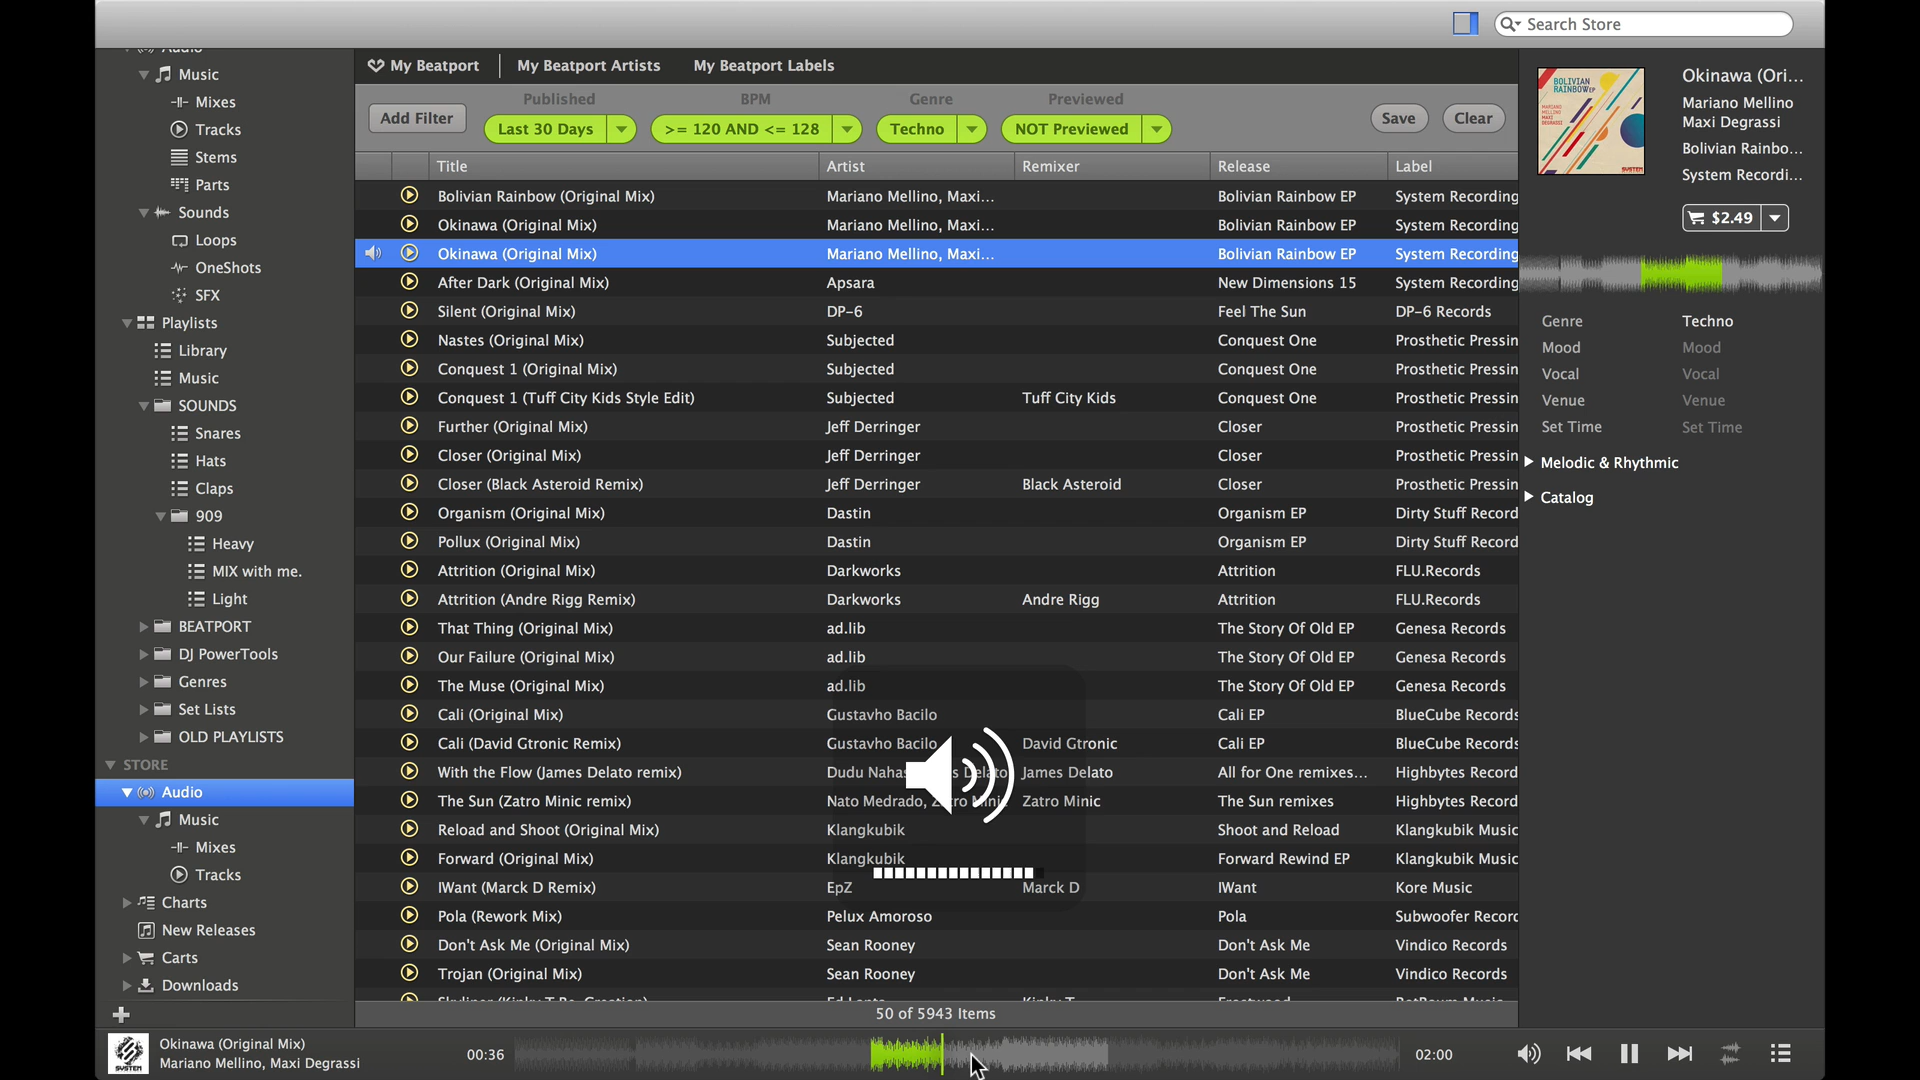 Search Store
Audio
Music
Mixes
Tracks
Stems
Parts
Sounds
Loops
OneShots
SFX
Playlists
Library
Music
SOUNDS
Snares
Hats
Claps
909
Heavy
MIX with me.
Light
BEATPORT
DJ PowerTools
Genres
Set Lists
OLD PLAYLISTS
STORE
Audio
Music
Mixes
Tracks
Charts
New Releases
Carts
Downloads
My Beatport My Beatport Artists My Beatport Labels
Published BPM Genre Previewed
Add Filter Last 30 Days >= 120 AND <= 128 Techno NOT Previewed Save Clear
Title Artist Remixer Release Label
Bolivian Rainbow (Original Mix) Mariano Mellino, Maxi... Bolivian Rainbow EP System Recording
Okinawa (Original Mix) Mariano Mellino, Maxi... Bolivian Rainbow EP System Recording
Okinawa (Original Mix) Mariano Mellino, Maxi... Bolivian Rainbow EP System Recording
After Dark (Original Mix) Apsara New Dimensions 15 System Recording
Silent (Original Mix) DP-6 Feel The Sun DP-6 Records
Nastes (Original Mix) Subjected Conquest One Prosthetic Pressin
Conquest 1 (Original Mix) Subjected Conquest One Prosthetic Pressin
Conquest 1 (Tuff City Kids Style Edit) Subjected Tuff City Kids Conquest One Prosthetic Pressin
Further (Original Mix) Jeff Derringer Closer Prosthetic Pressin
Closer (Original Mix) Jeff Derringer Closer Prosthetic Pressin
Closer (Black Asteroid Remix) Jeff Derringer Black Asteroid Closer Prosthetic Pressin
Organism (Original Mix) Dastin Organism EP Dirty Stuff Record
Pollux (Original Mix) Dastin Organism EP Dirty Stuff Record
Attrition (Original Mix) Darkworks Attrition FLU.Records
Attrition (Andre Rigg Remix) Darkworks Andre Rigg Attrition FLU.Records
That Thing (Original Mix) ad.lib The Story Of Old EP Genesa Records
Our Failure (Original Mix) ad.lib The Story Of Old EP Genesa Records
The Muse (Original Mix) ad.lib The Story Of Old EP Genesa Records
Cali (Original Mix) Gustavho Bacilo Cali EP BlueCube Records
Cali (David Gtronic Remix) Gustavho Bacilo David Gtronic Cali EP BlueCube Records
With the Flow (James Delato remix) Dudu Nahas Delato James Delato All for One remixes... Highbytes Record
The Sun (Zatro Minic remix) Nato Medrado, Zatro Minic Zatro Minic The Sun remixes Highbytes Record
Reload and Shoot (Original Mix) Klangkubik Shoot and Reload Klangkubik Music
Forward (Original Mix) Klangkubik Forward Rewind EP Klangkubik Music
IWant (Marck D Remix) EpZ Marck D IWant Kore Music
Pola (Rework Mix) Pelux Amoroso Pola Subwoofer Record
Don't Ask Me (Original Mix) Sean Rooney Don't Ask Me Vindico Records
Trojan (Original Mix) Sean Rooney Don't Ask Me Vindico Records
50 of 5943 Items
BOLIVIAN
RAINBOW EP
MARIANO
MELLINO
MAXI
DEGRASSI
SYSTEM
Okinawa (Ori...
Mariano Mellino
Maxi Degrassi
Bolivian Rainbo...
System Recordi...
$2.49
Genre Techno
Mood Mood
Vocal Vocal
Venue Venue
Set Time Set Time
Melodic & Rhythmic
Catalog
SYSTEM
Okinawa (Original Mix)
Mariano Mellino, Maxi Degrassi
00:36
02:00